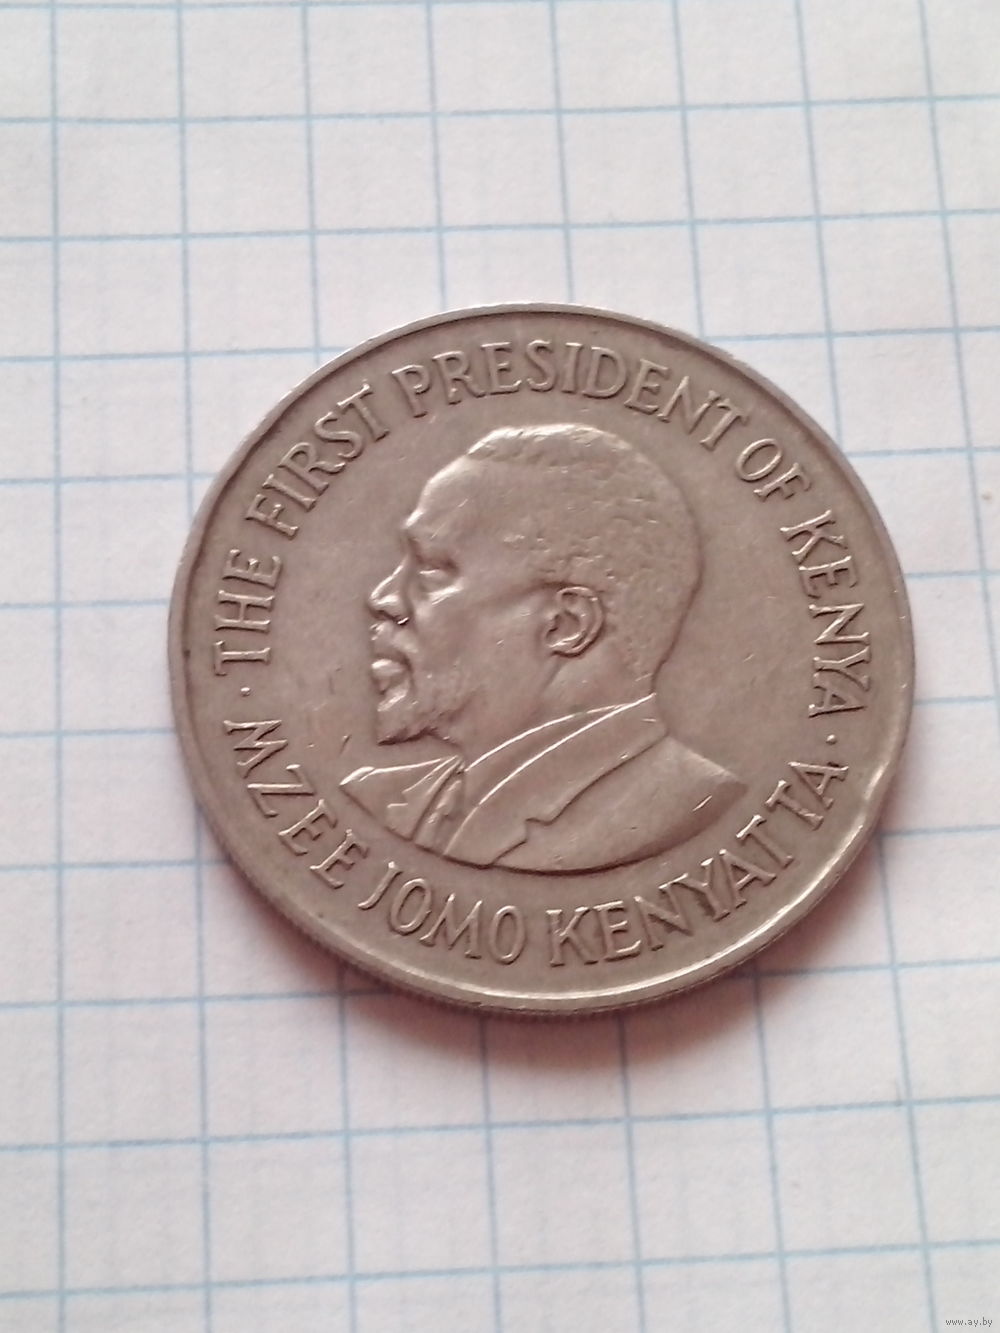 · THE FIRST PRESIDENT OF KENYA ·
MZEE JOMO KENYATTA
www.ay.by